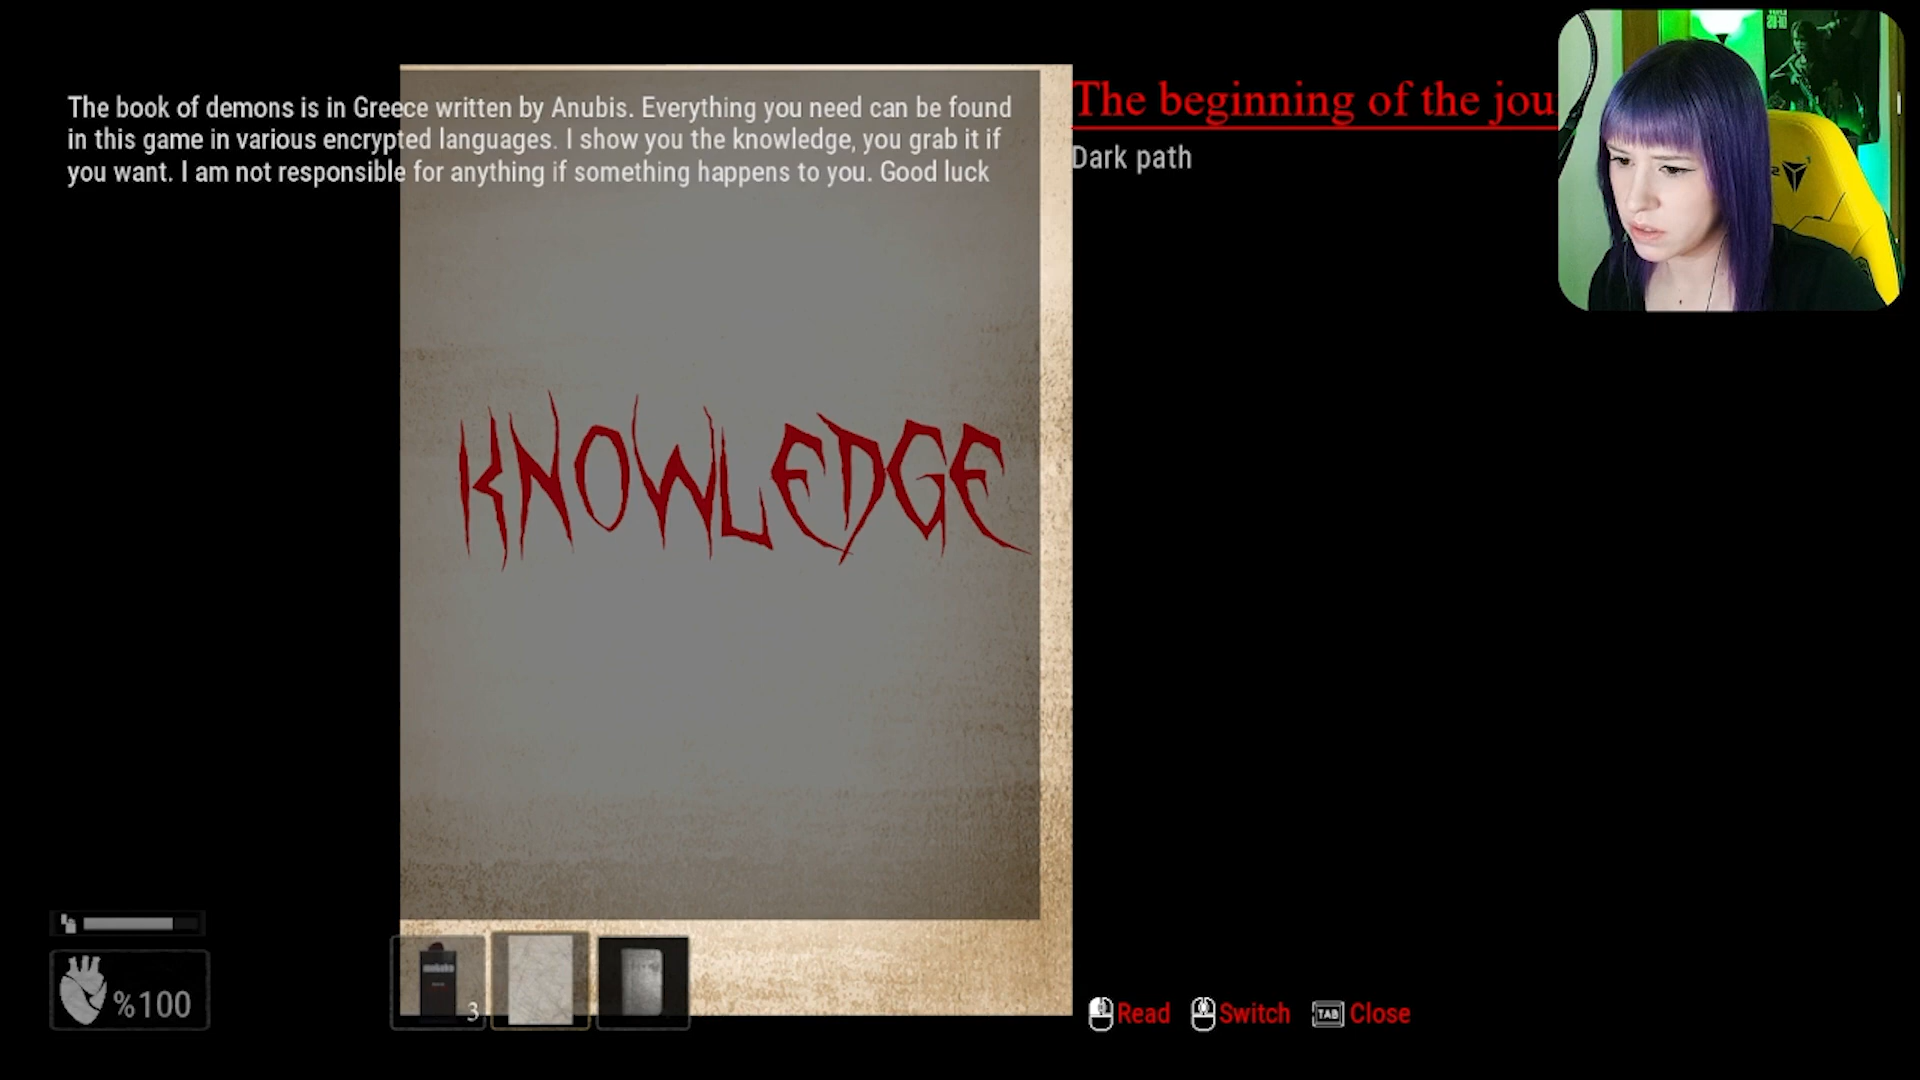 The book of demons is in Greece written by Anubis. Everything you need can be found
in this game in various encrypted languages. I show you the knowledge, you grab it if
you want. I am not responsible for anything if something happens to you. Good luck
The beginning of the jou
Dark path
KNOWLEDGE
3
%100
Read
Switch
TAB Close